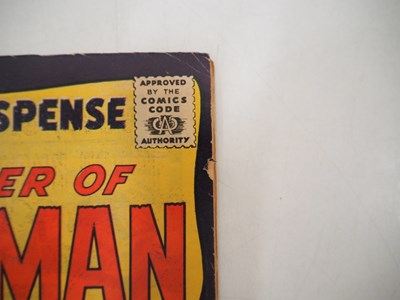 APPROVED
BY THE
COMICS
CODE
CA
AUTHORITY
SPENSE
ER OF
MAN